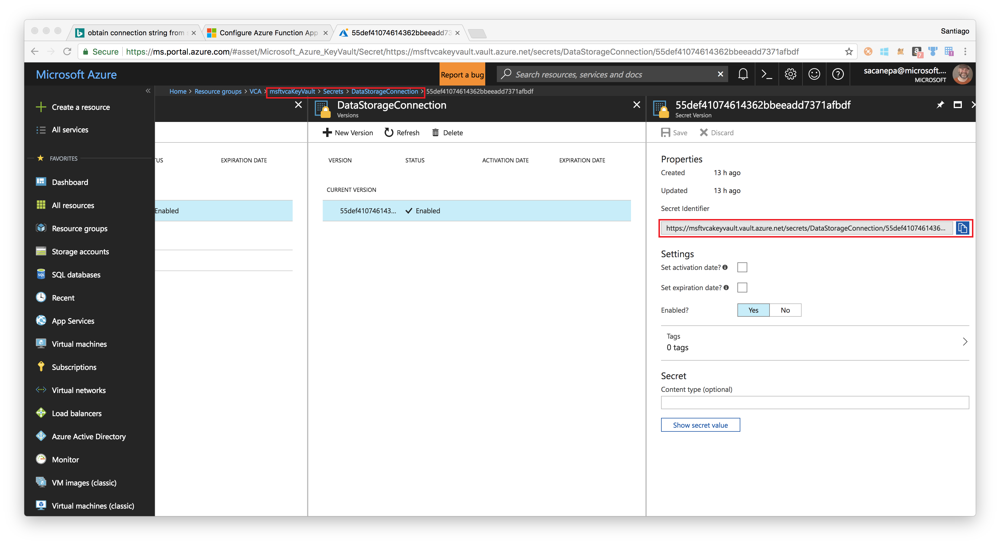 obtain connection string from s
Configure Azure Function App
55def41074614362bbeeadd73
Santiago
Secure https://ms.portal.azure.com/#asset/Microsoft_Azure_KeyVault/Secret/https://msftvcakeyvault.vault.azure.net/secrets/DataStorageConnection/55def41074614362bbeeadd7371afbdf
a 7 1
Microsoft Azure
Report a bug
Search resources, services and docs
sacanepa@microsoft....
MICROSOFT
Home > Resource groups > VCA > msftvcaKeyVault > Secrets > DataStorageConnection > 55def41074614362bbeeadd7371afbdf
Create a resource
All services
FAVORITES
Dashboard
All resources
Resource groups
Storage accounts
SQL
SQL databases
Recent
App Services
Virtual machines
Subscriptions
Virtual networks
Load balancers
Azure Active Directory
Monitor
VM images (classic)
Virtual machines (classic)
TUS EXPIRATION DATE
Enabled
DataStorageConnection
Versions
New Version Refresh Delete
VERSION STATUS ACTIVATION DATE EXPIRATION DATE
CURRENT VERSION
55def410746143... Enabled
55def41074614362bbeeadd7371afbdf
Secret Version
Save Discard
Properties
Created 13 h ago
Updated 13 h ago
Secret Identifier
https://msftvcakeyvault.vault.azure.net/secrets/DataStorageConnection/55def4107461436...
Settings
Set activation date?
Set expiration date?
Enabled? Yes No
Tags
0 tags
Secret
Content type (optional)
Show secret value